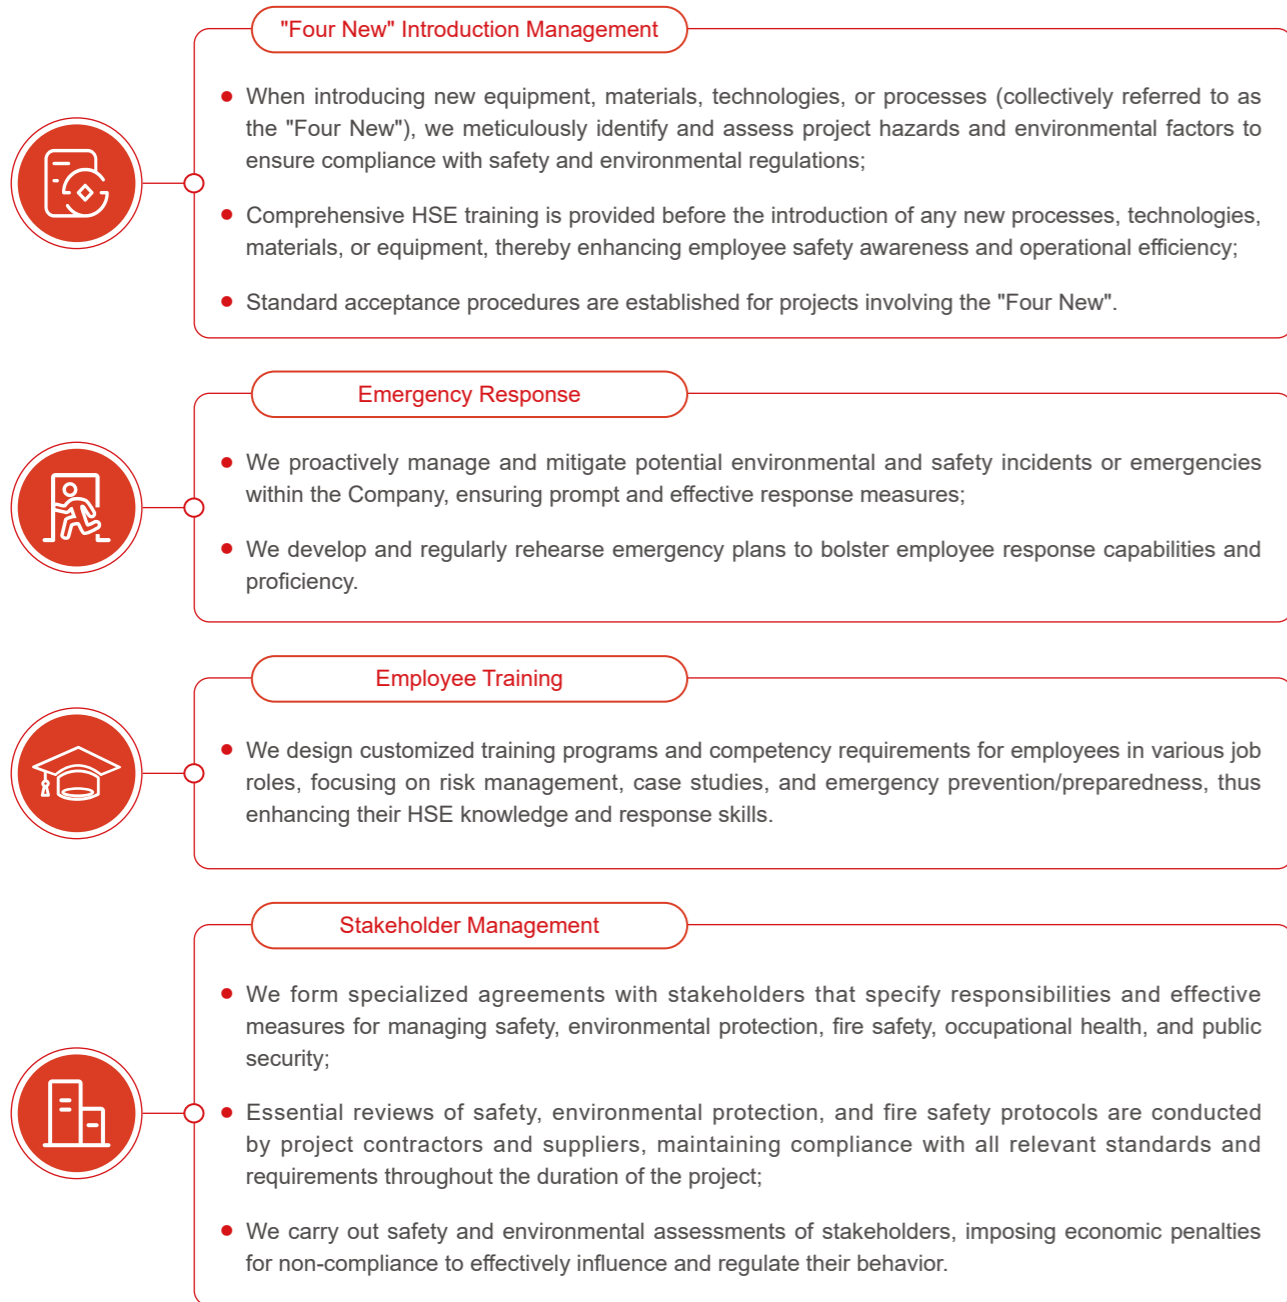 "Four New" Introduction Management
When introducing new equipment, materials, technologies, or processes (collectively referred to as
the "Four New"), we meticulously identify and assess project hazards and environmental factors to
ensure compliance with safety and environmental regulations;
Comprehensive HSE training is provided before the introduction of any new processes, technologies,
materials, or equipment, thereby enhancing employee safety awareness and operational efficiency;
Standard acceptance procedures are established for projects involving the "Four New".
Emergency Response
We proactively manage and mitigate potential environmental and safety incidents or emergencies
within the Company, ensuring prompt and effective response measures;
We develop and regularly rehearse emergency plans to bolster employee response capabilities and
proficiency.
Employee Training
We design customized training programs and competency requirements for employees in various job
roles, focusing on risk management, case studies, and emergency prevention/preparedness, thus
enhancing their HSE knowledge and response skills.
Stakeholder Management
We form specialized agreements with stakeholders that specify responsibilities and effective
measures for managing safety, environmental protection, fire safety, occupational health, and public
security;
Essential reviews of safety, environmental protection, and fire safety protocols are conducted
by project contractors and suppliers, maintaining compliance with all relevant standards and
requirements throughout the duration of the project;
We carry out safety and environmental assessments of stakeholders, imposing economic penalties
for non-compliance to effectively influence and regulate their behavior.